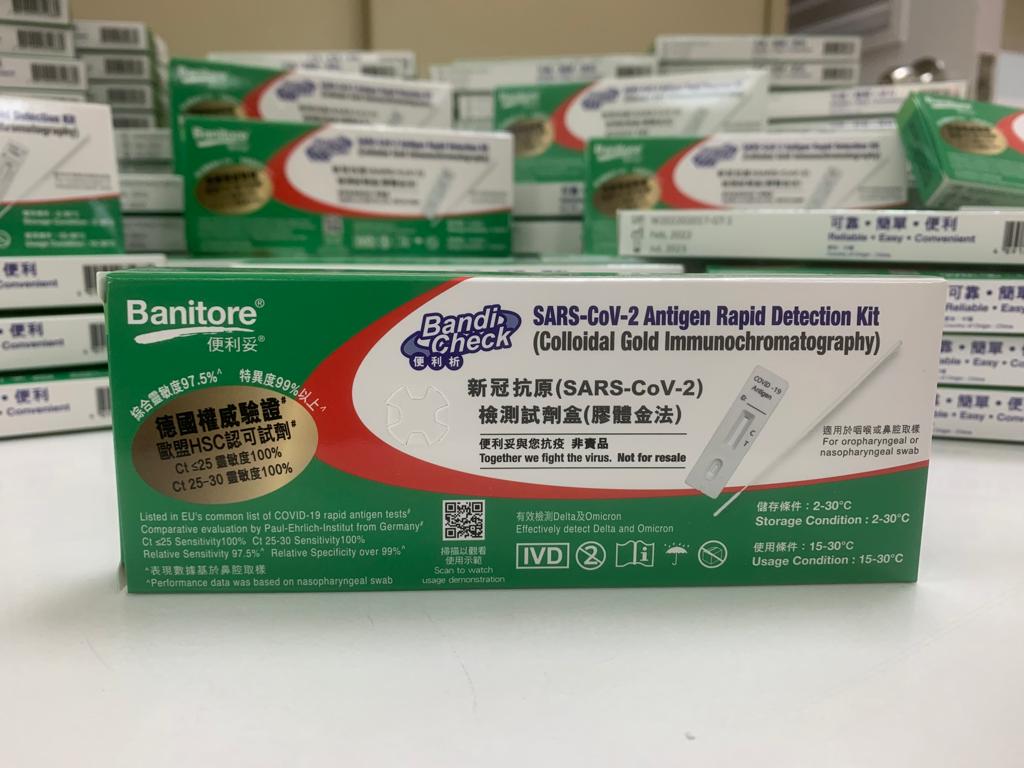 Banitore®
便利妥®
Bandi Check
便利析
SARS-CoV-2 Antigen Rapid Detection Kit
(Colloidal Gold Immunochromatography)
綜合靈敏度97.5%^ 特異度99%以上^
德國權威驗證#
歐盟HSC認可試劑#
Ct ≤25 靈敏度100%
Ct 25-30 靈敏度100%
新冠抗原(SARS-CoV-2)
檢測試劑盒(膠體金法)
便利妥與您抗疫 非賣品
Together we fight the virus. Not for resale
COVID-19
Antigen
C
T
適用於咽喉或鼻腔取樣
For oropharyngeal or
nasopharyngeal swab
Listed in EU's common list of COVID-19 rapid antigen tests#
Comparative evaluation by Paul-Ehrlich-Institut from Germany#
Ct ≤25 Sensitivity100% Ct 25-30 Sensitivity100%
Relative Sensitivity 97.5%^ Relative Specificity over 99%^
^表現數據基於鼻腔取樣
^Performance data was based on nasopharyngeal swab
掃描以觀看
使用示範
Scan to watch
usage demonstration
有效檢測Delta及Omicron
Effectively detect Delta and Omicron
IVD
2
儲存條件：2-30°C
Storage Condition : 2-30°C
使用條件：15-30°C
Usage Condition : 15-30°C
可靠・簡單・便利
Reliable・Easy・Convenient
Banitore
SARS-CoV-2 Antigen Rapid Detection Kit
(Colloidal Gold Immunochromatography)